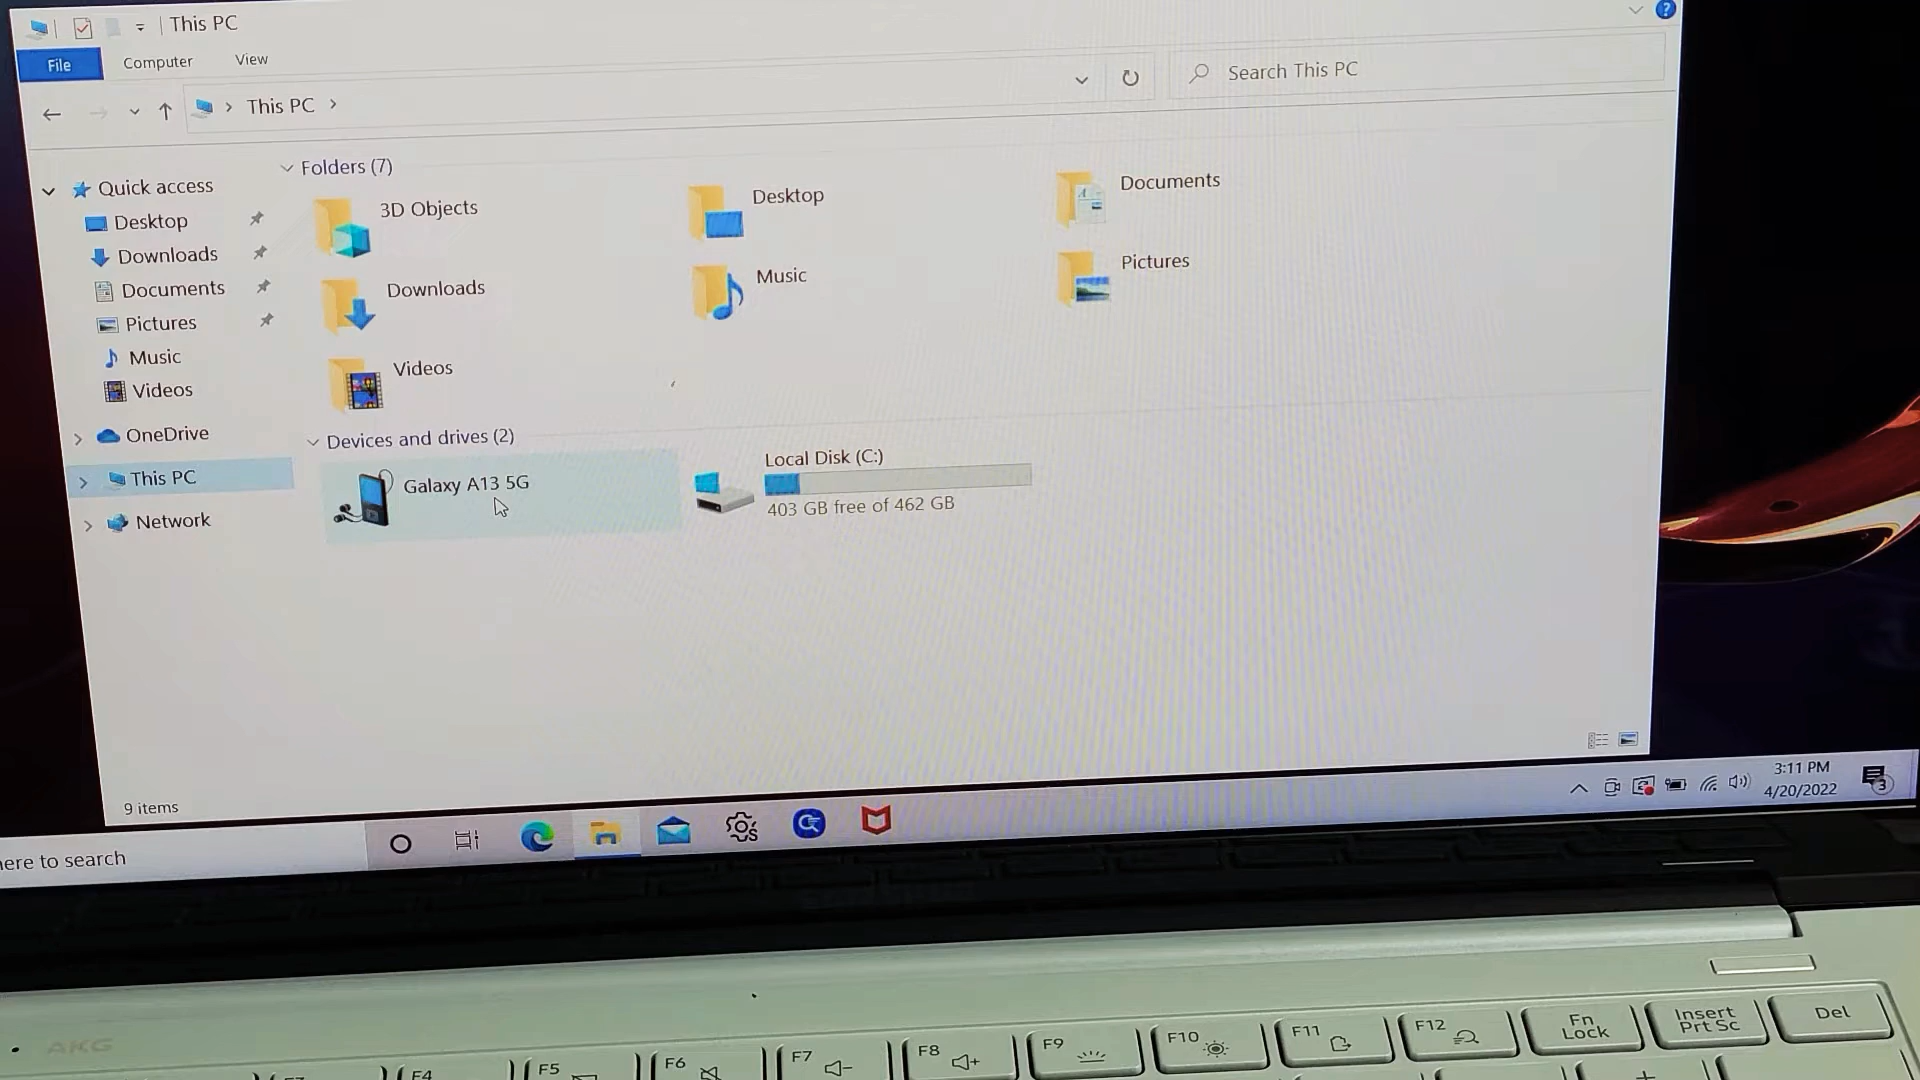 This PC
File
Computer
View
This PC
Search This PC
Quick access
Desktop
Downloads
Documents
Pictures
Music
Videos
OneDrive
This PC
Network
Folders (7)
3D Objects
Desktop
Documents
Downloads
Music
Pictures
Videos
Devices and drives (2)
Galaxy A13 5G
Local Disk (C:)
403 GB free of 462 GB
9 items
here to search
3:11 PM
4/20/2022
3
AKG
F4
F5
F6
F7
F8
F9
F10
F11
F12
Fn
Lock
Insert
Prt Sc
Del